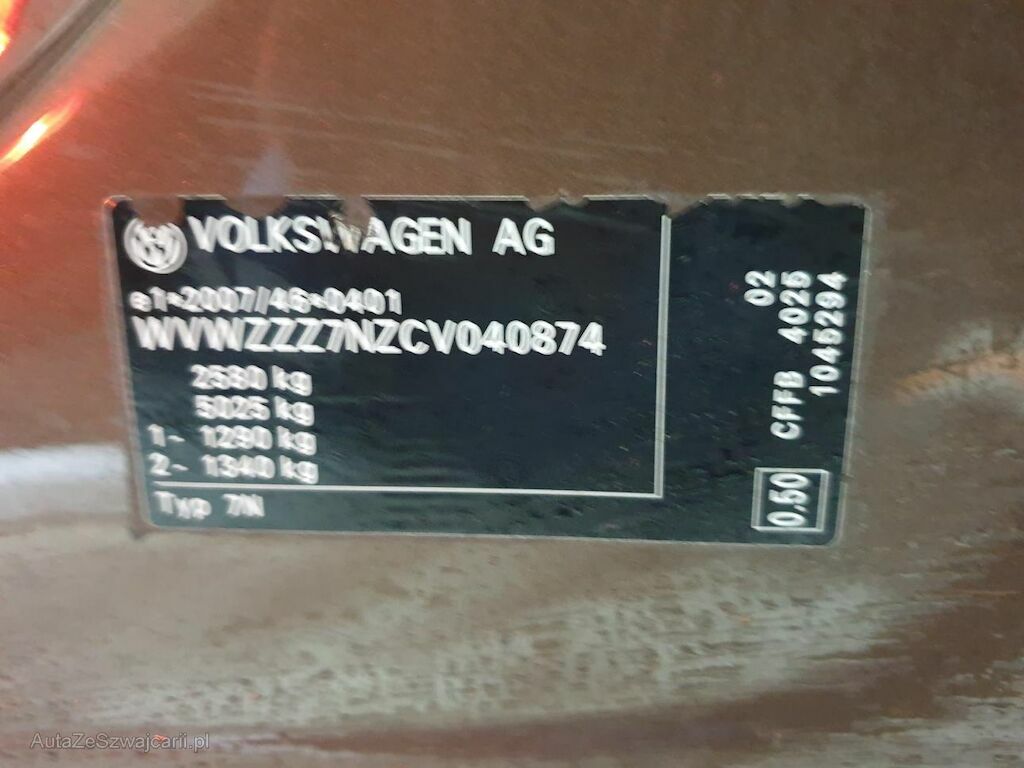 VOLKSWAGEN AG
e1*2007/46*0401
WVWZZZ7NZCV040874
2580 kg
5025 kg
1- 1290 kg
2- 1340 kg
Typ 7N
02
CFFB 4025
1045294
0,50
AutaZeSzwajcarii.pl